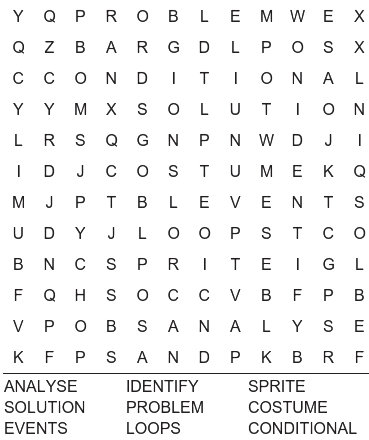 Y Q P R O B L E M W E X
Q Z B A R G D L P O S X
C C O N D I T I O N A L
Y Y M X S O L U T I O N
L R S Q G N P N W D J I
I D J C O S T U M E K Q
M J P T B L E V E N T S
U D Y J L O O P S T C O
B N C S P R I T E I G L
F Q H S O C C V B F P B
V P O B S A N A L Y S E
K F P S A N D P K B R F
ANALYSE IDENTIFY SPRITE
SOLUTION PROBLEM COSTUME
EVENTS LOOPS CONDITIONAL